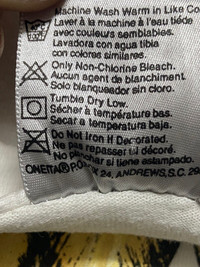 Machine Wash Warm in Like Co
Laver à la machine à l'eau tiède
avec couleurs semblables.
Lavadora con agua tibia
con colores similares.
Only Non-Chlorine Bleach.
Aucun agent de blanchiment.
Solo blanqueador sin cloro.
Tumble Dry Low.
Sécher à température bas.
Secar a temperatura baja.
Do Not Iron If Decorated.
Ne pas repasser si décoré.
No planchar si tiene estampado.
ONEITA® P.O. 24, ANDREWS, S.C. 29